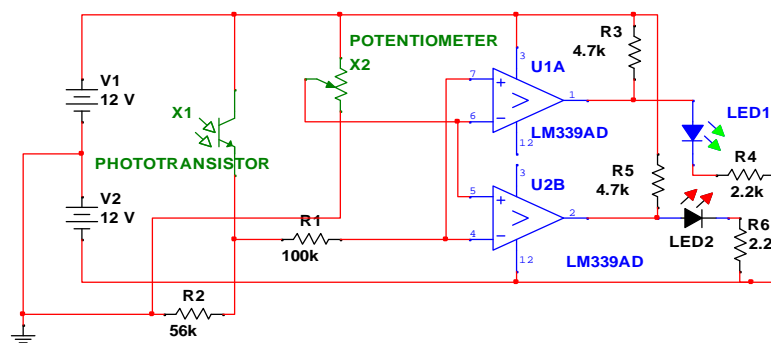 V1
12 V
V2
12 V
X1
PHOTOTRANSISTOR
POTENTIOMETER
X2
R1
100k
R2
56k
3
U1A
7
6
1
12
LM339AD
3
U2B
5
4
2
12
LM339AD
R3
4.7k
R5
4.7k
LED1
R4
2.2k
LED2
R6
2.2